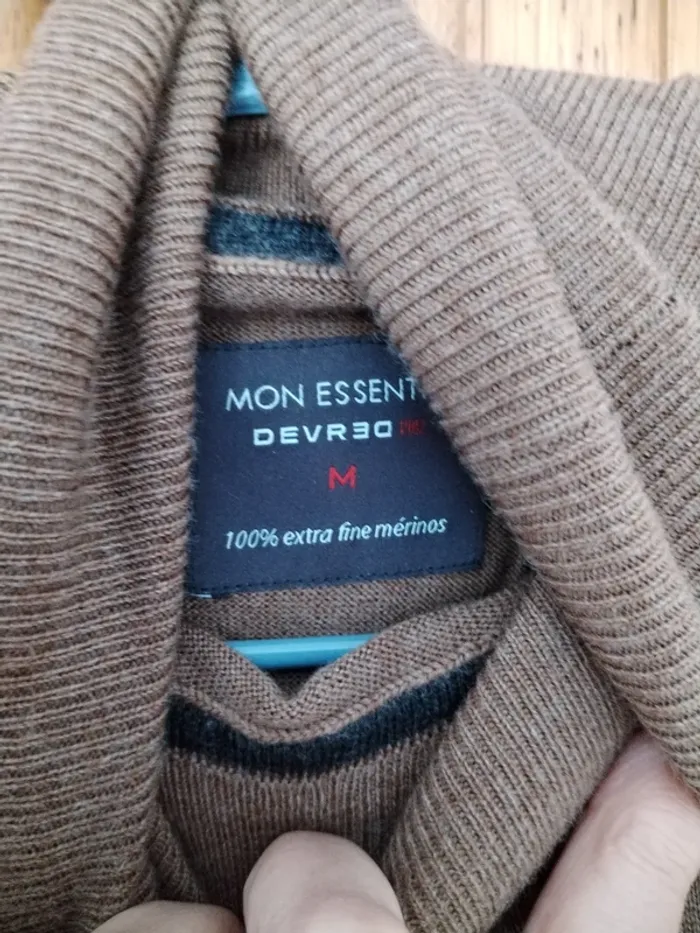 MON ESSENT
DEVRED
M
100% extra fine mérinos